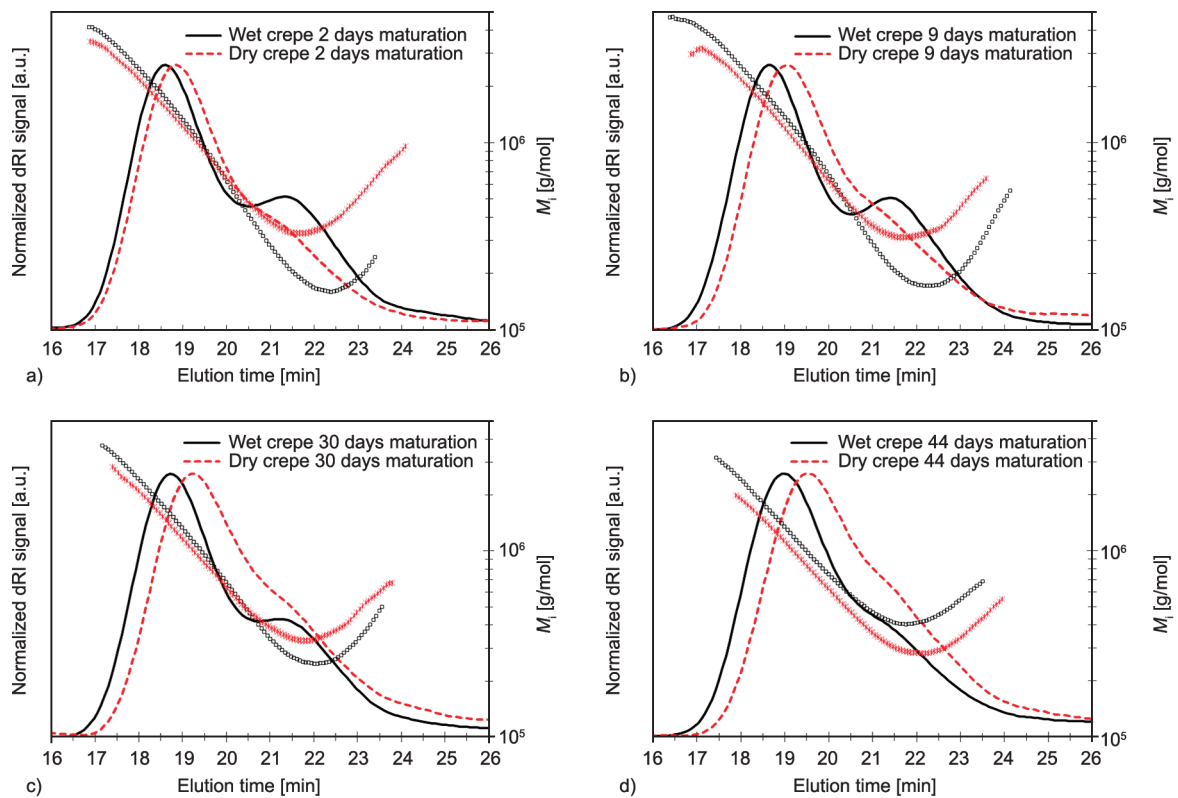 Normalized dRI signal [a.u.]
Wet crepe 2 days maturation
Dry crepe 2 days maturation
10⁶
10⁵
Mi [g/mol]
16 17 18 19 20 21 22 23 24 25 26
a) Elution time [min]
Normalized dRI signal [a.u.]
Wet crepe 9 days maturation
Dry crepe 9 days maturation
10⁶
10⁵
Mi [g/mol]
16 17 18 19 20 21 22 23 24 25 26
b) Elution time [min]
Normalized dRI signal [a.u.]
Wet crepe 30 days maturation
Dry crepe 30 days maturation
10⁶
10⁵
Mi [g/mol]
16 17 18 19 20 21 22 23 24 25 26
c) Elution time [min]
Normalized dRI signal [a.u.]
Wet crepe 44 days maturation
Dry crepe 44 days maturation
10⁶
10⁵
Mi [g/mol]
16 17 18 19 20 21 22 23 24 25 26
d) Elution time [min]